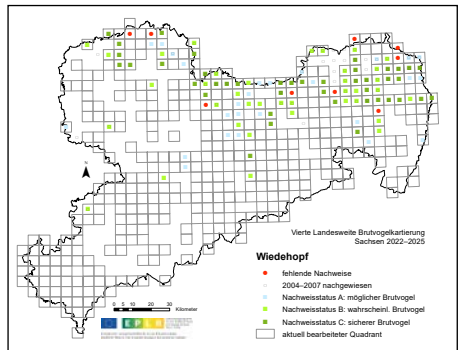 N
Vierte Landesweite Brutvogelkartierung
Sachsen 2022–2025
Wiedehopf
fehlende Nachweise
2004–2007 nachgewiesen
Nachweisstatus A: möglicher Brutvogel
Nachweisstatus B: wahrscheinl. Brutvogel
Nachweisstatus C: sicherer Brutvogel
aktuell bearbeiteter Quadrant
0 5 10 20 30
Kilometer
EPLR